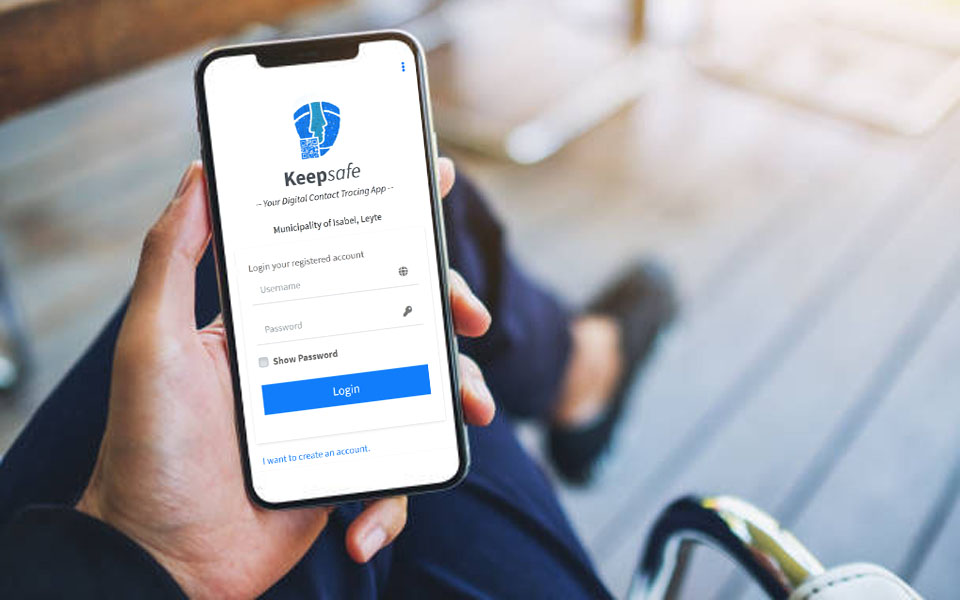 Keepsafe
-- Your Digital Contact Tracing App --
Municipality of Isabel, Leyte
Login your registered account
Username
Password
Show Password
Login
I want to create an account.